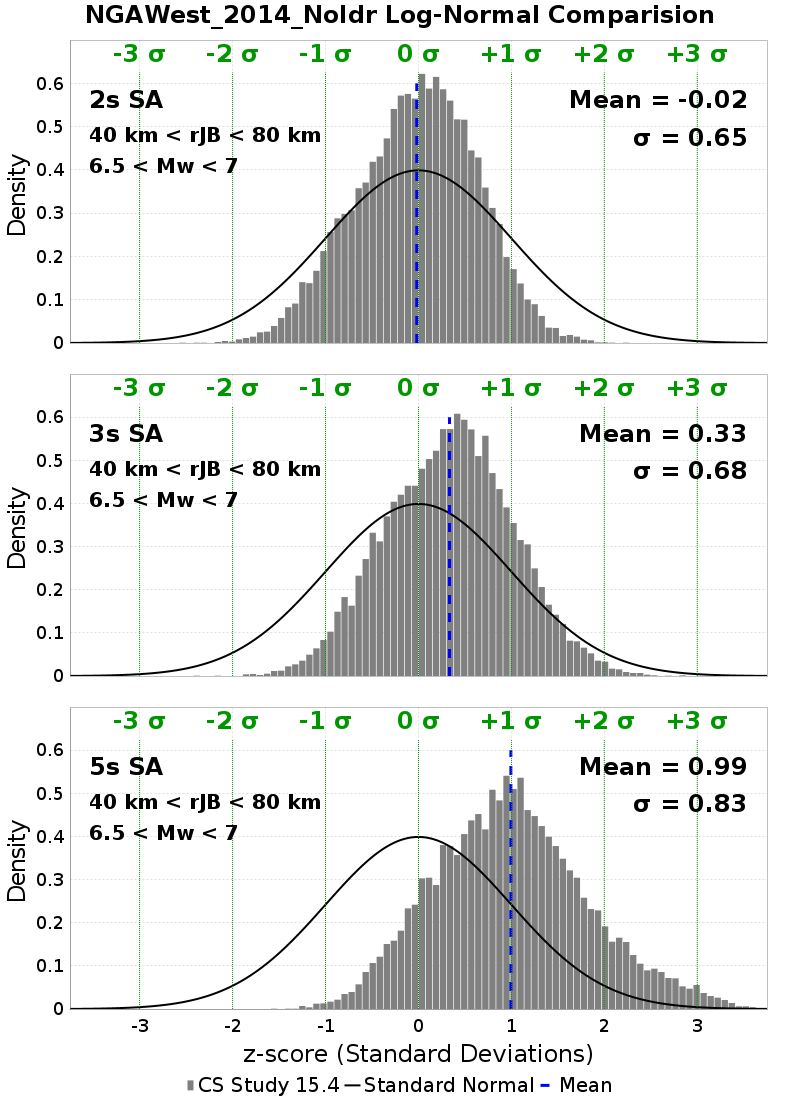 NGAWest_2014_NoIdr Log-Normal Comparision
-3 σ -2 σ -1 σ 0 σ +1 σ +2 σ +3 σ
2s SA
40 km < rJB < 80 km
6.5 < Mw < 7
Mean = -0.02
σ = 0.65
Density
0.6
0.5
0.4
0.3
0.2
0.1
0
-3 σ -2 σ -1 σ 0 σ +1 σ +2 σ +3 σ
3s SA
40 km < rJB < 80 km
6.5 < Mw < 7
Mean = 0.33
σ = 0.68
Density
0.6
0.5
0.4
0.3
0.2
0.1
0
-3 σ -2 σ -1 σ 0 σ +1 σ +2 σ +3 σ
5s SA
40 km < rJB < 80 km
6.5 < Mw < 7
Mean = 0.99
σ = 0.83
Density
0.6
0.5
0.4
0.3
0.2
0.1
0
-3 -2 -1 0 1 2 3
z-score (Standard Deviations)
CS Study 15.4 Standard Normal Mean